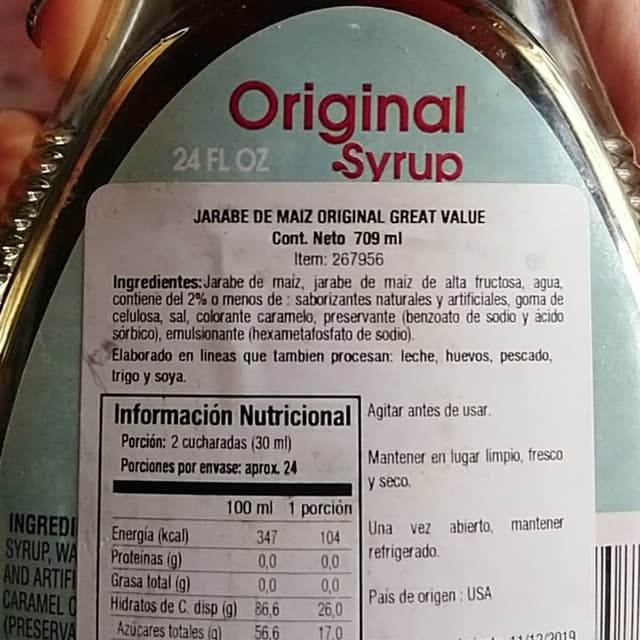 Original
24 FL OZ Syrup
JARABE DE MAIZ ORIGINAL GREAT VALUE
Cont. Neto 709 ml
Item: 267956
Ingredientes: Jarabe de maíz, jarabe de maíz de alta fructosa, agua,
contiene del 2% o menos de : saborizantes naturales y artificiales, goma de
celulosa, sal, colorante caramelo, preservante (benzoato de sodio y ácido
sórbico), emulsionante (hexametafosfato de sodio).
Elaborado en lineas que tambien procesan: leche, huevos, pescado,
trigo y soya.
Información Nutricional
Porción: 2 cucharadas (30 ml)
Porciones por envase: aprox. 24
100 ml 1 porción
Energía (kcal) 347 104
Proteínas (g) 0,0 0,0
Grasa total (g) 0,0 0,0
Hidratos de C. disp (g) 86,6 26,0
Azúcares totales (g) 56,6 17,0
Agitar antes de usar.
Mantener en lugar limpio, fresco
y seco.
Una vez abierto, mantener
refrigerado.
País de origen : USA
11/12/2019
INGREDI
SYRUP, WA
AND ARTIFI
CARAMEL C
(PRESERVA